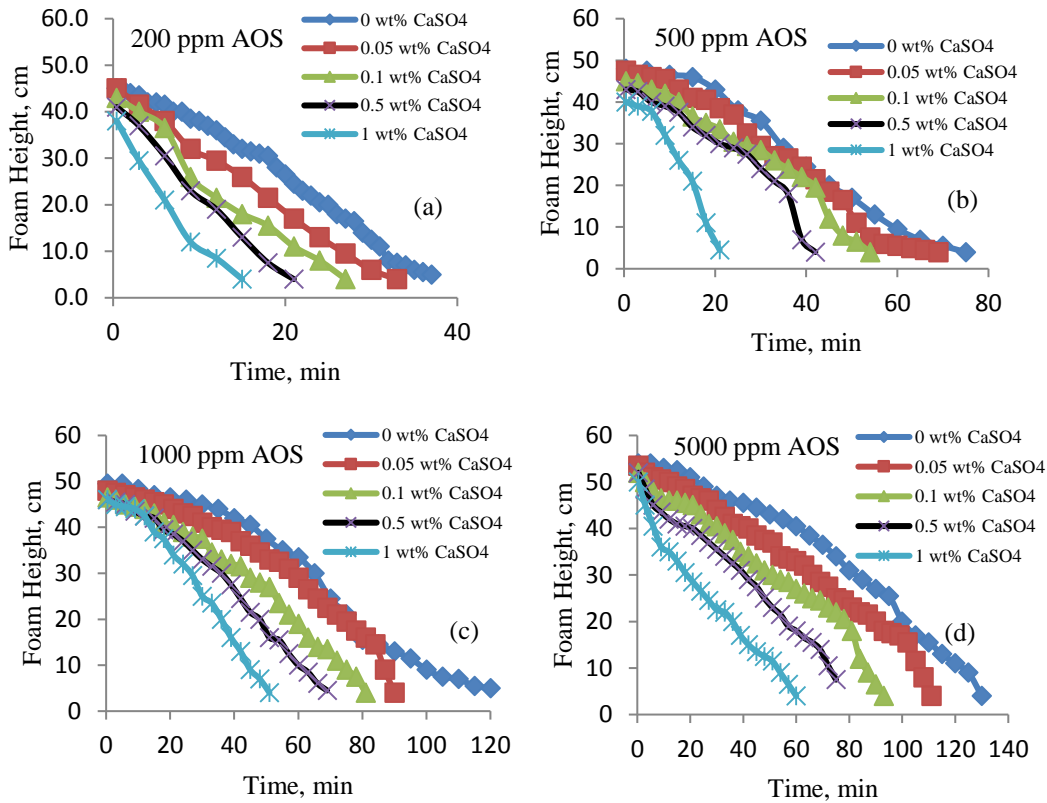 200 ppm AOS
0 wt% CaSO4
0.05 wt% CaSO4
0.1 wt% CaSO4
0.5 wt% CaSO4
1 wt% CaSO4
(a)
Foam Height, cm
60.0
50.0
40.0
30.0
20.0
10.0
0.0
0 20 40
Time, min
500 ppm AOS
0 wt% CaSO4
0.05 wt% CaSO4
0.1 wt% CaSO4
0.5 wt% CaSO4
1 wt% CaSO4
(b)
Foam Height, cm
60
50
40
30
20
10
0
0 20 40 60 80
Time, min
1000 ppm AOS
0 wt% CaSO4
0.05 wt% CaSO4
0.1 wt% CaSO4
0.5 wt% CaSO4
1 wt% CaSO4
(c)
Foam Height, cm
60
50
40
30
20
10
0
0 20 40 60 80 100 120
Time, min
5000 ppm AOS
0 wt% CaSO4
0.05 wt% CaSO4
0.1 wt% CaSO4
0.5 wt% CaSO4
1 wt% CaSO4
(d)
Foam Height, cm
60
50
40
30
20
10
0
0 20 40 60 80 100 120 140
Time, min